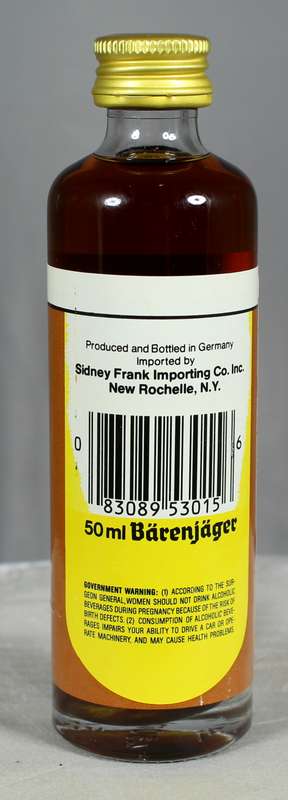 Produced and Bottled in Germany
Imported by
Sidney Frank Importing Co. Inc.
New Rochelle, N.Y.
0 83089 53015 6
50 ml Bärenjäger
GOVERNMENT WARNING: (1) ACCORDING TO THE SUR-
GEON GENERAL, WOMEN SHOULD NOT DRINK ALCOHOLIC
BEVERAGES DURING PREGNANCY BECAUSE OF THE RISK OF
BIRTH DEFECTS. (2) CONSUMPTION OF ALCOHOLIC BEVE-
RAGES IMPAIRS YOUR ABILITY TO DRIVE A CAR OR OPE-
RATE MACHINERY, AND MAY CAUSE HEALTH PROBLEMS.